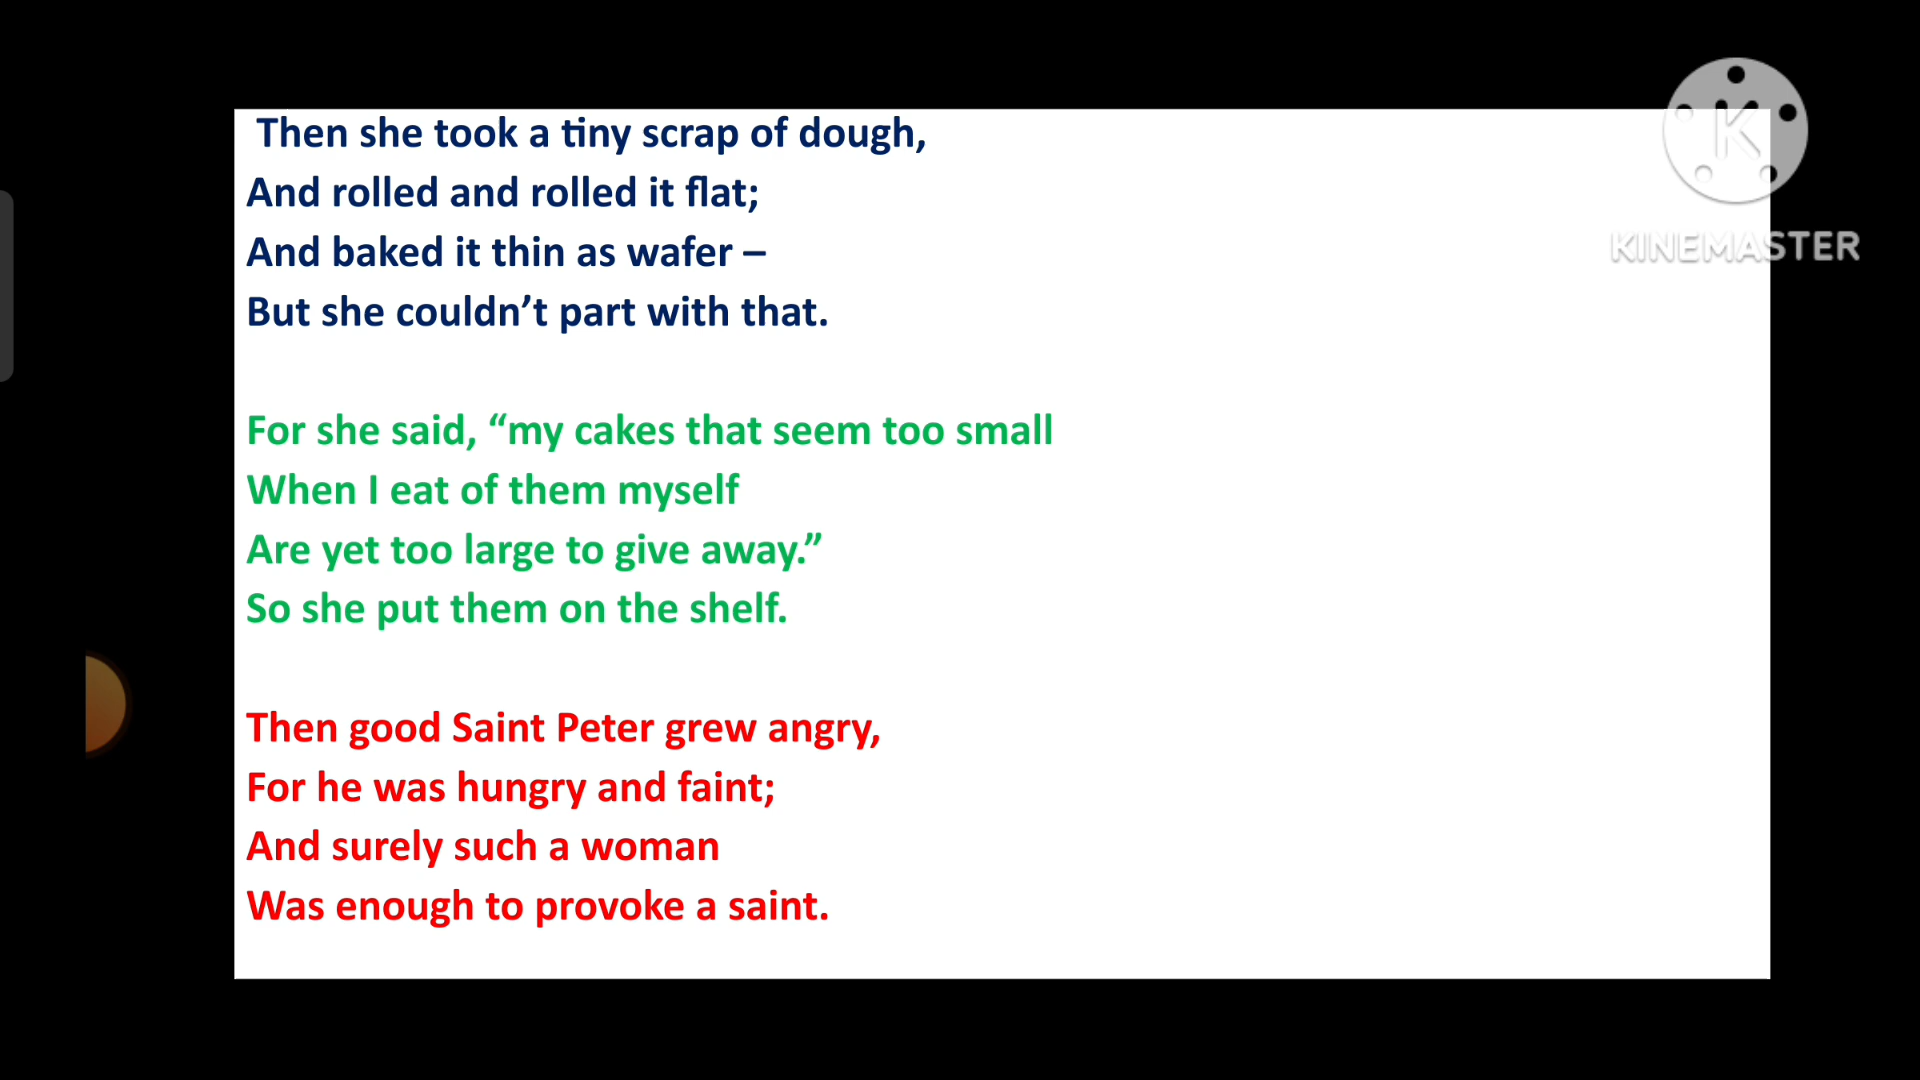 Then she took a tiny scrap of dough,
And rolled and rolled it flat;
And baked it thin as wafer –
But she couldn’t part with that.
For she said, “my cakes that seem too small
When I eat of them myself
Are yet too large to give away.”
So she put them on the shelf.
Then good Saint Peter grew angry,
For he was hungry and faint;
And surely such a woman
Was enough to provoke a saint.
K
KINEMASTER